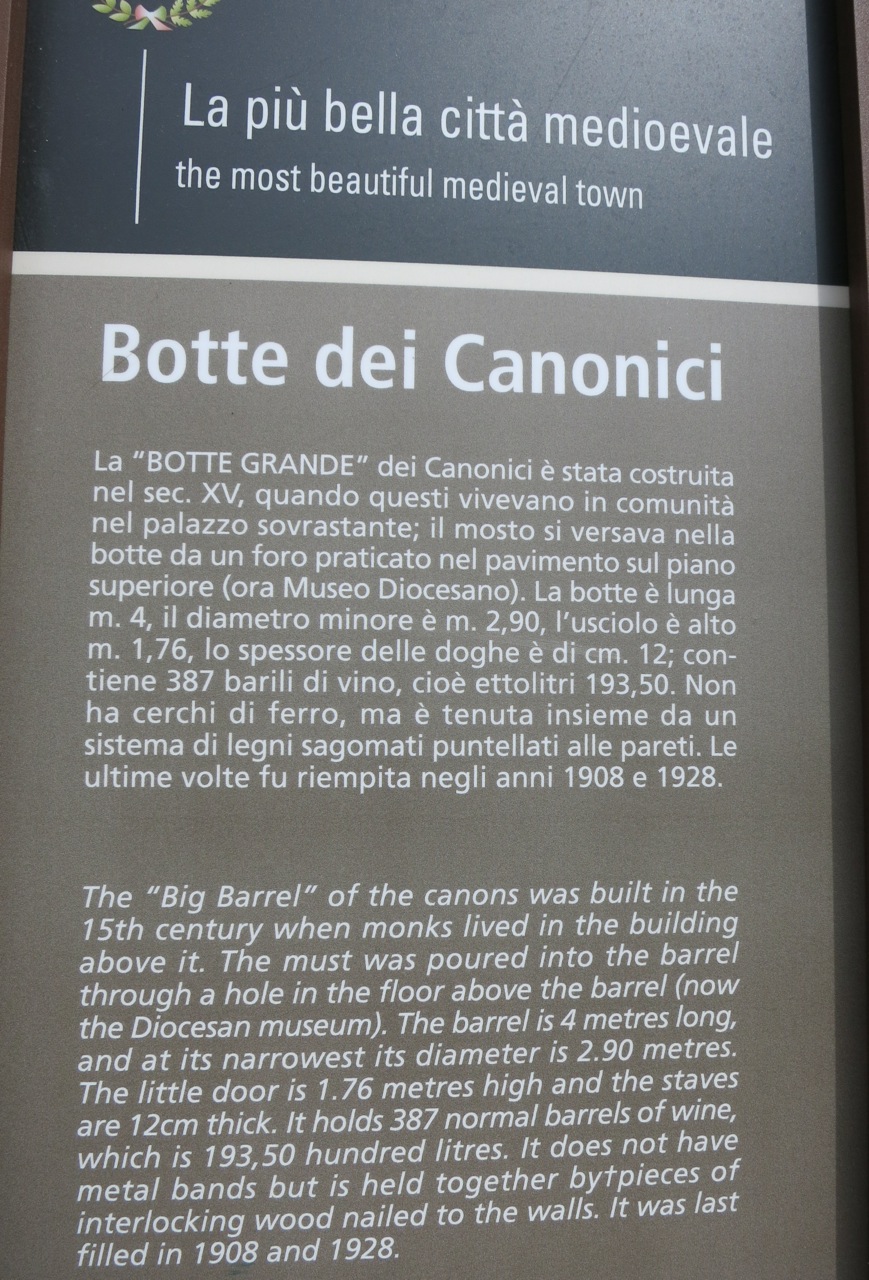 La più bella città medioevale
the most beautiful medieval town
Botte dei Canonici
La “BOTTE GRANDE” dei Canonici è stata costruita
nel sec. XV, quando questi vivevano in comunità
nel palazzo sovrastante; il mosto si versava nella
botte da un foro praticato nel pavimento sul piano
superiore (ora Museo Diocesano). La botte è lunga
m. 4, il diametro minore è m. 2,90, l’usciolo è alto
m. 1,76, lo spessore delle doghe è di cm. 12; con-
tiene 387 barili di vino, cioè ettolitri 193,50. Non
ha cerchi di ferro, ma è tenuta insieme da un
sistema di legni sagomati puntellati alle pareti. Le
ultime volte fu riempita negli anni 1908 e 1928.
The “Big Barrel” of the canons was built in the
15th century when monks lived in the building
above it. The must was poured into the barrel
through a hole in the floor above the barrel (now
the Diocesan museum). The barrel is 4 metres long,
and at its narrowest its diameter is 2.90 metres.
The little door is 1.76 metres high and the staves
are 12cm thick. It holds 387 normal barrels of wine,
which is 193,50 hundred litres. It does not have
metal bands but is held together by†pieces of
interlocking wood nailed to the walls. It was last
filled in 1908 and 1928.